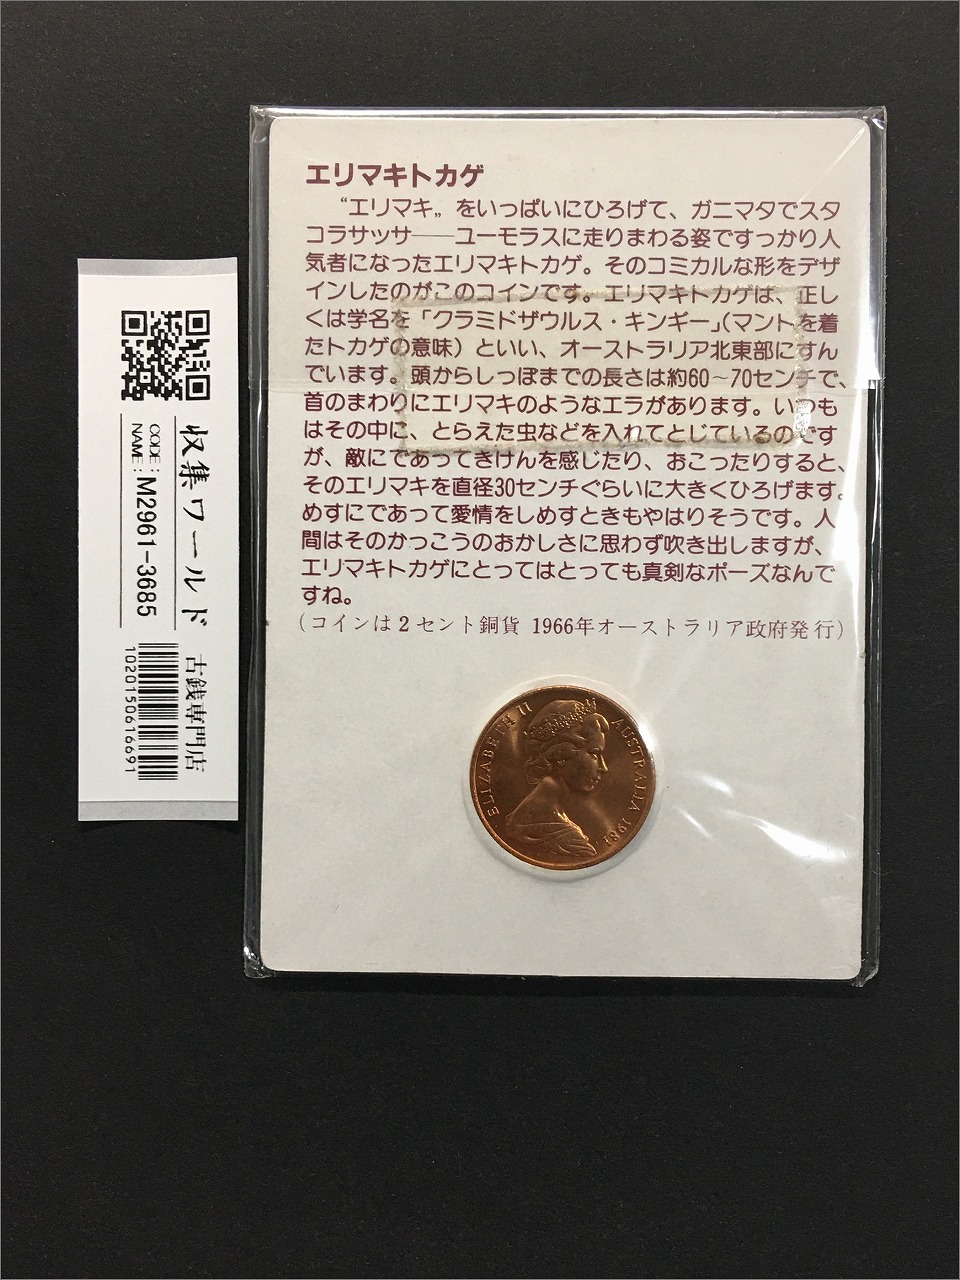 エリマキトカゲ
“エリマキ„をいっぱいにひろげて、ガニマタでスタ
コラサッサ──ユーモラスに走りまわる姿ですっかり人
気者になったエリマキトカゲ。そのコミカルな形をデザ
インしたのがこのコインです。エリマキトカゲは、正し
くは学名を「クラミドザウルス・キンギー」(マントを着
たトカゲの意味)といい、オーストラリア北東部にすん
でいます。頭からしっぽまでの長さは約60～70センチで、
首のまわりにエリマキのようなエラがあります。いつも
はその中に、とらえた虫などを入れてとじているのです
が、敵にであってきけんを感じたり、おこったりすると、
そのエリマキを直径30センチぐらいに大きくひろげます。
めすにであって愛情をしめすときもやはりそうです。人
間はそのかっこうのおかしさに思わず吹き出しますが、
エリマキトカゲにとってはとっても真剣なポーズなんで
すね。
(コインは2セント銅貨 1966年オーストラリア政府発行)
ELIZABETH II
AUSTRALIA 1981
収集ワールド 古銭専門店
CODE:
NAME: M2961-3685
1020150616691